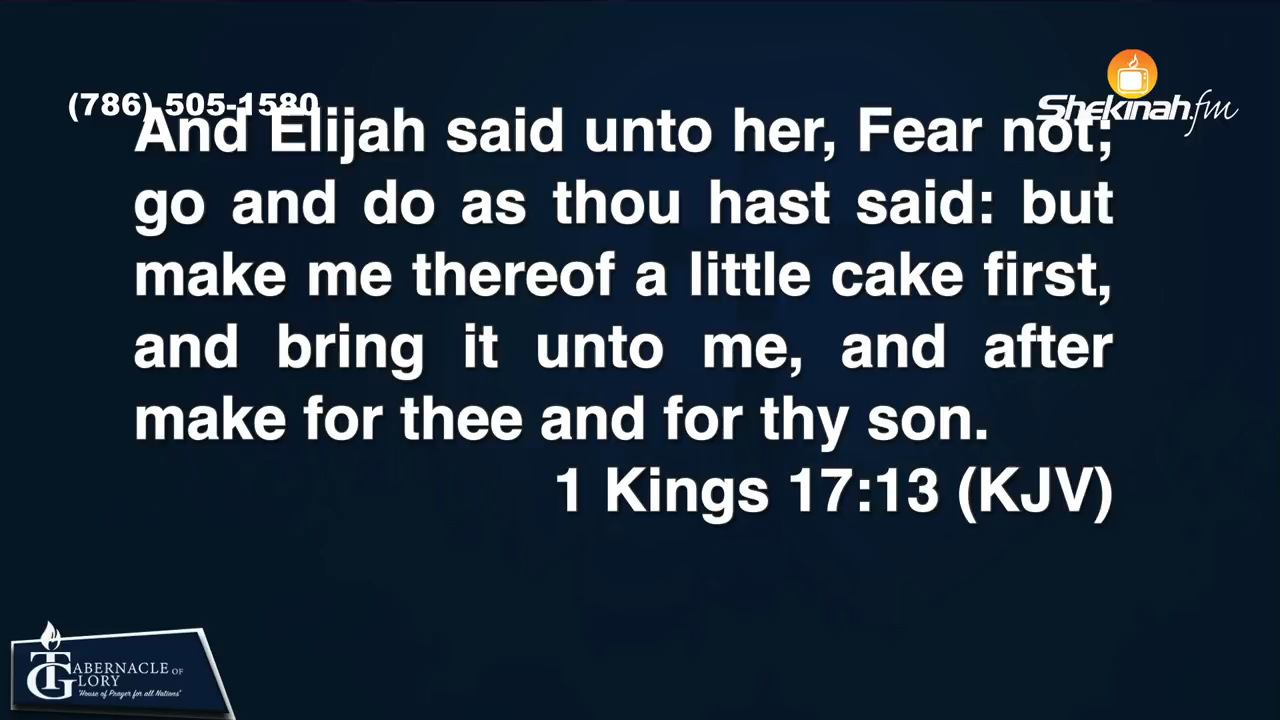 (786) 505-1580
Shekinah.fm
And Elijah said unto her, Fear not;
go and do as thou hast said: but
make me thereof a little cake first,
and bring it unto me, and after
make for thee and for thy son.
1 Kings 17:13 (KJV)
TABERNACLE OF
GLORY
"House of Prayer for all Nations"